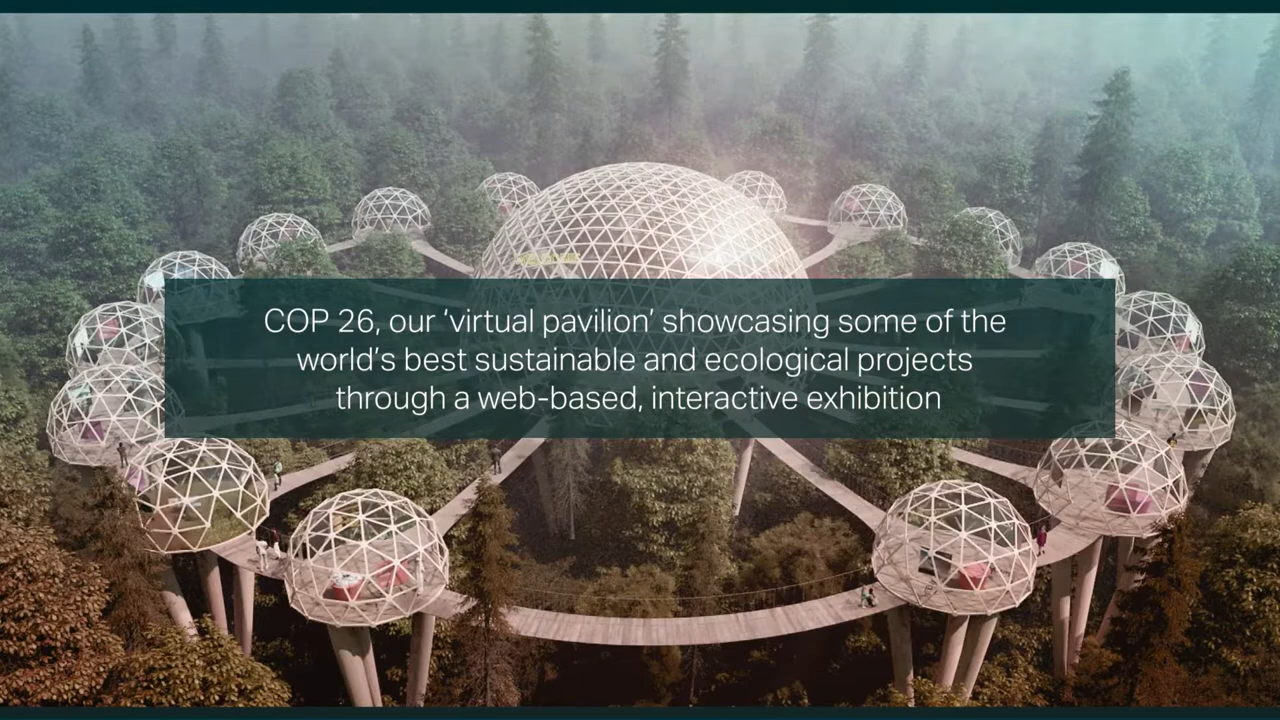 COP 26, our ‘virtual pavilion’ showcasing some of the
world’s best sustainable and ecological projects
through a web-based, interactive exhibition